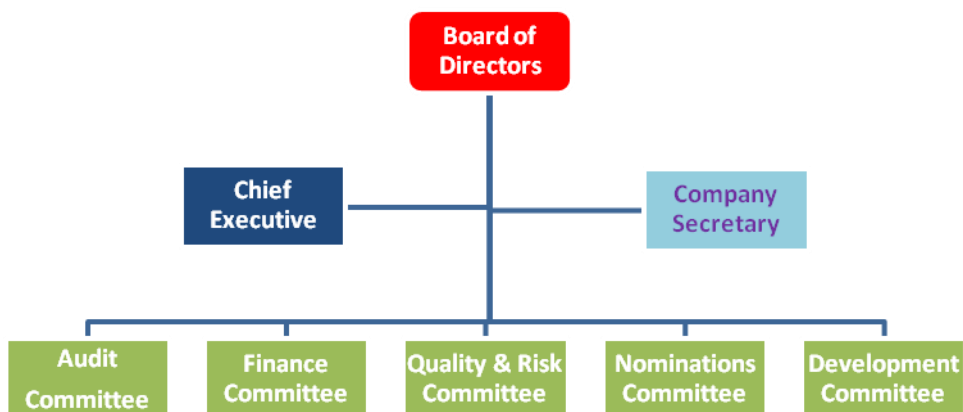 Board of
Directors
Chief
Executive
Company
Secretary
Audit
Committee
Finance
Committee
Quality & Risk
Committee
Nominations
Committee
Development
Committee